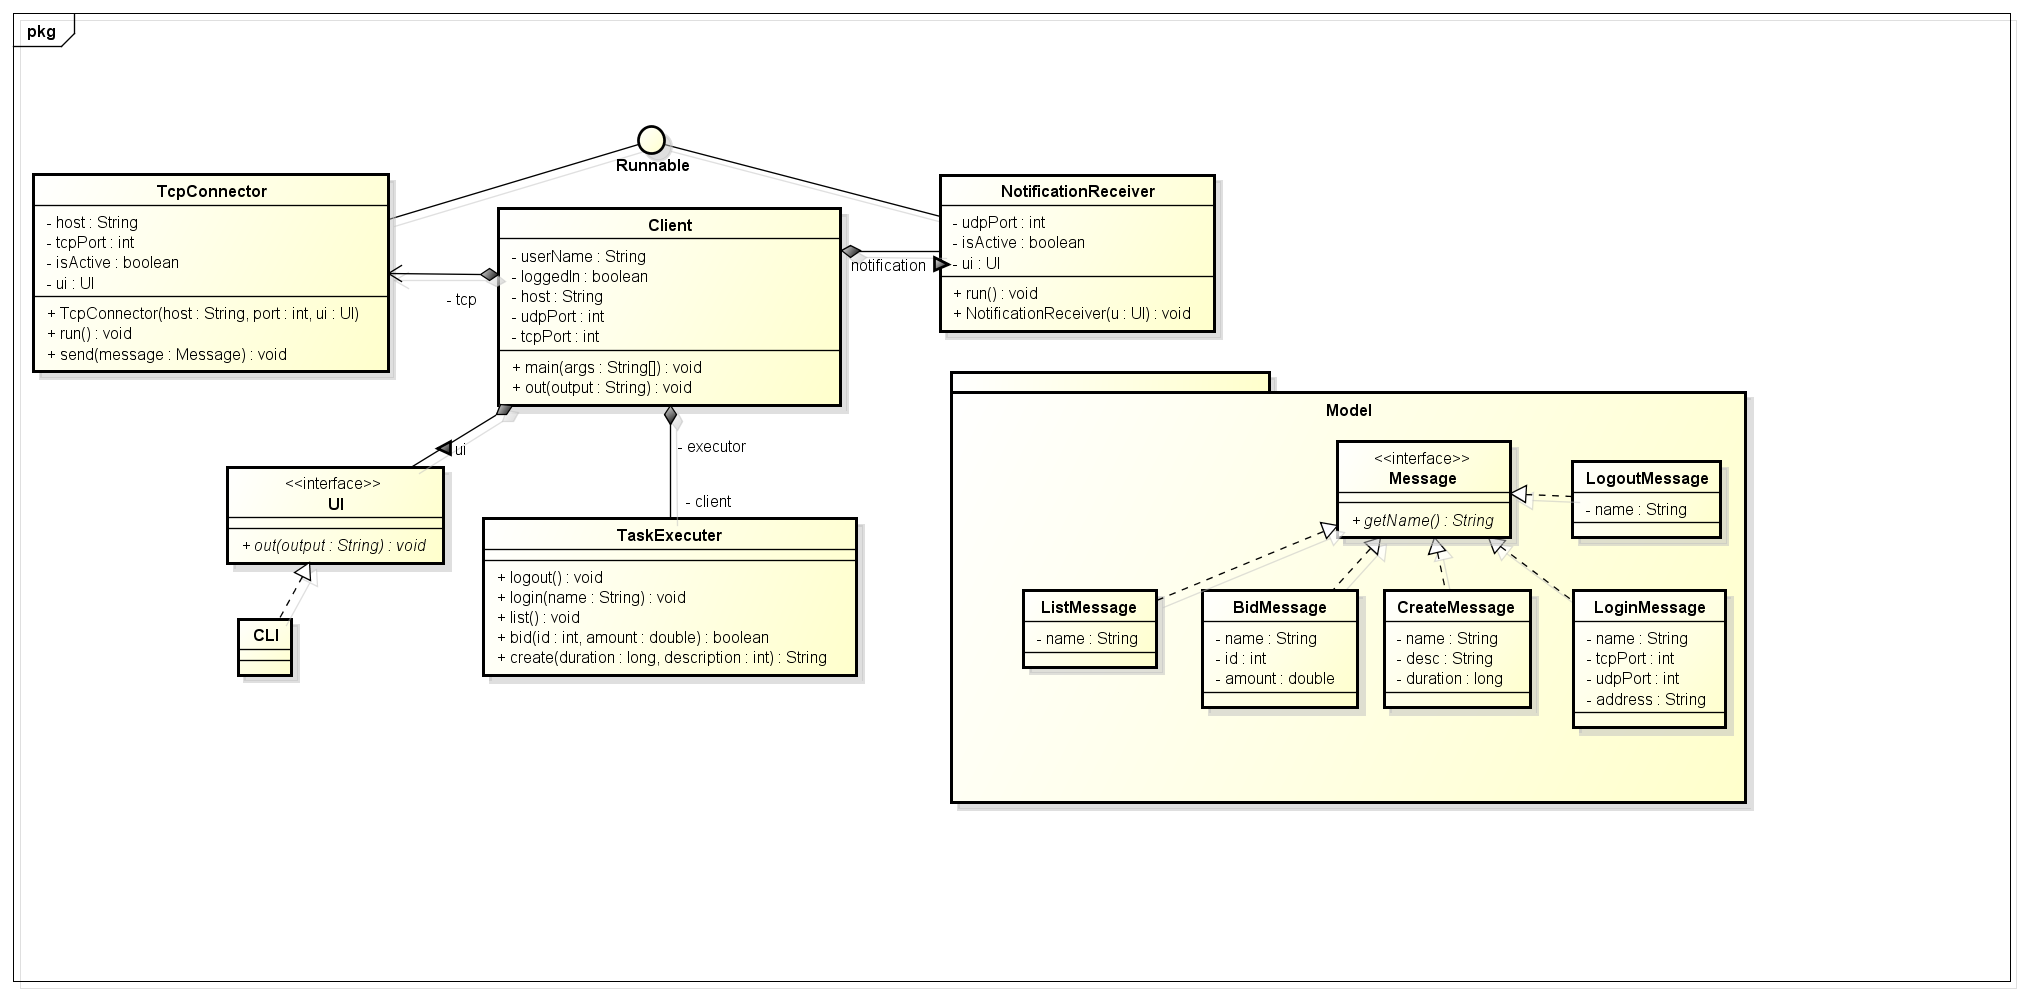 pkg
Runnable
TcpConnector
- host : String
- tcpPort : int
- isActive : boolean
- ui : UI
+ TcpConnector(host : String, port : int, ui : UI)
+ run() : void
+ send(message : Message) : void
- tcp
Client
- userName : String
- loggedIn : boolean
- host : String
- udpPort : int
- tcpPort : int
+ main(args : String[]) : void
+ out(output : String) : void
notification
NotificationReceiver
- udpPort : int
- isActive : boolean
- ui : UI
+ run() : void
+ NotificationReceiver(u : UI) : void
ui
- executor
- client
<<interface>>
UI
+ out(output : String) : void
CLI
TaskExecuter
+ logout() : void
+ login(name : String) : void
+ list() : void
+ bid(id : int, amount : double) : boolean
+ create(duration : long, description : int) : String
Model
<<interface>>
Message
+ getName() : String
LogoutMessage
- name : String
ListMessage
- name : String
BidMessage
- name : String
- id : int
- amount : double
CreateMessage
- name : String
- desc : String
- duration : long
LoginMessage
- name : String
- tcpPort : int
- udpPort : int
- address : String